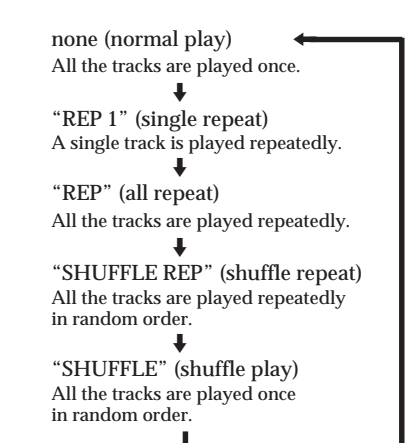 none (normal play)
All the tracks are played once.
“REP 1” (single repeat)
A single track is played repeatedly.
“REP” (all repeat)
All the tracks are played repeatedly.
“SHUFFLE REP” (shuffle repeat)
All the tracks are played repeatedly
in random order.
“SHUFFLE” (shuffle play)
All the tracks are played once
in random order.